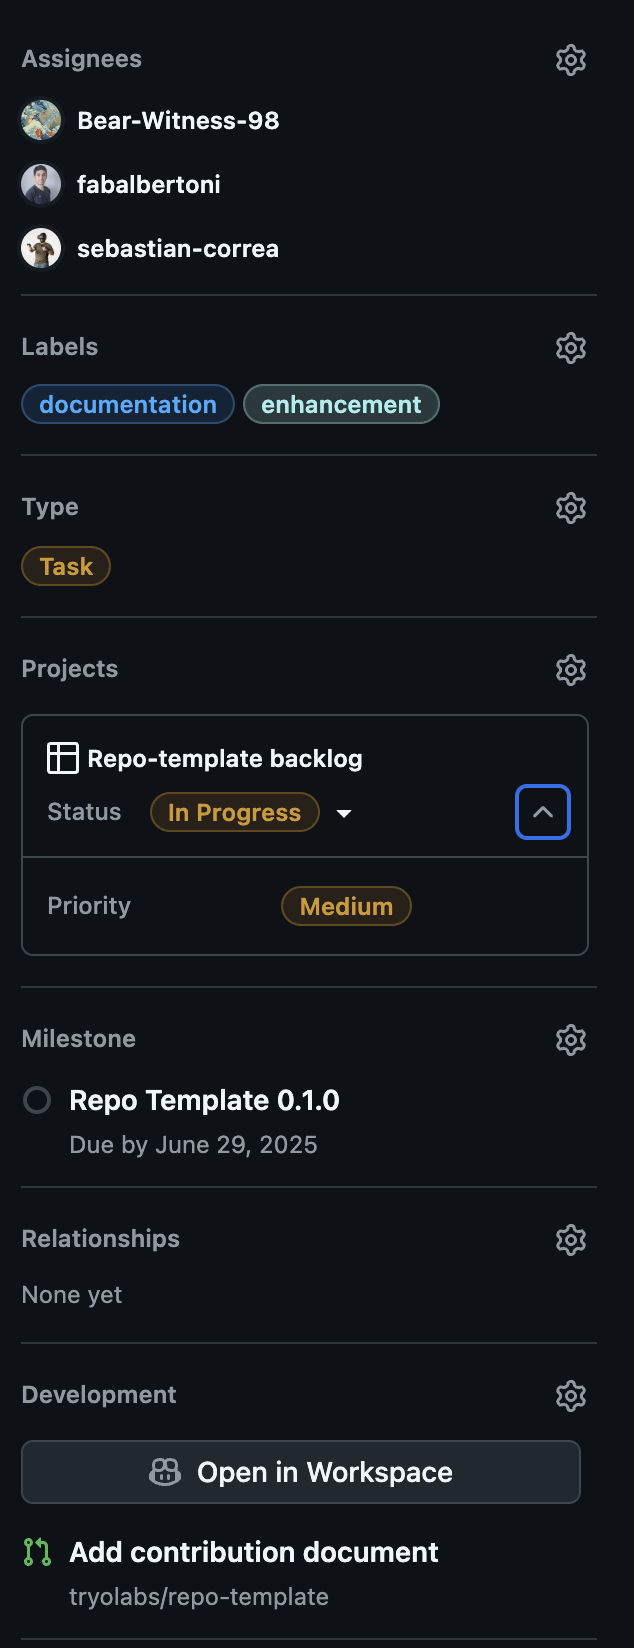 Assignees
Bear-Witness-98
fabalbertoni
sebastian-correa
Labels
documentation enhancement
Type
Task
Projects
Repo-template backlog
Status In Progress
Priority Medium
Milestone
Repo Template 0.1.0
Due by June 29, 2025
Relationships
None yet
Development
Open in Workspace
Add contribution document
tryolabs/repo-template